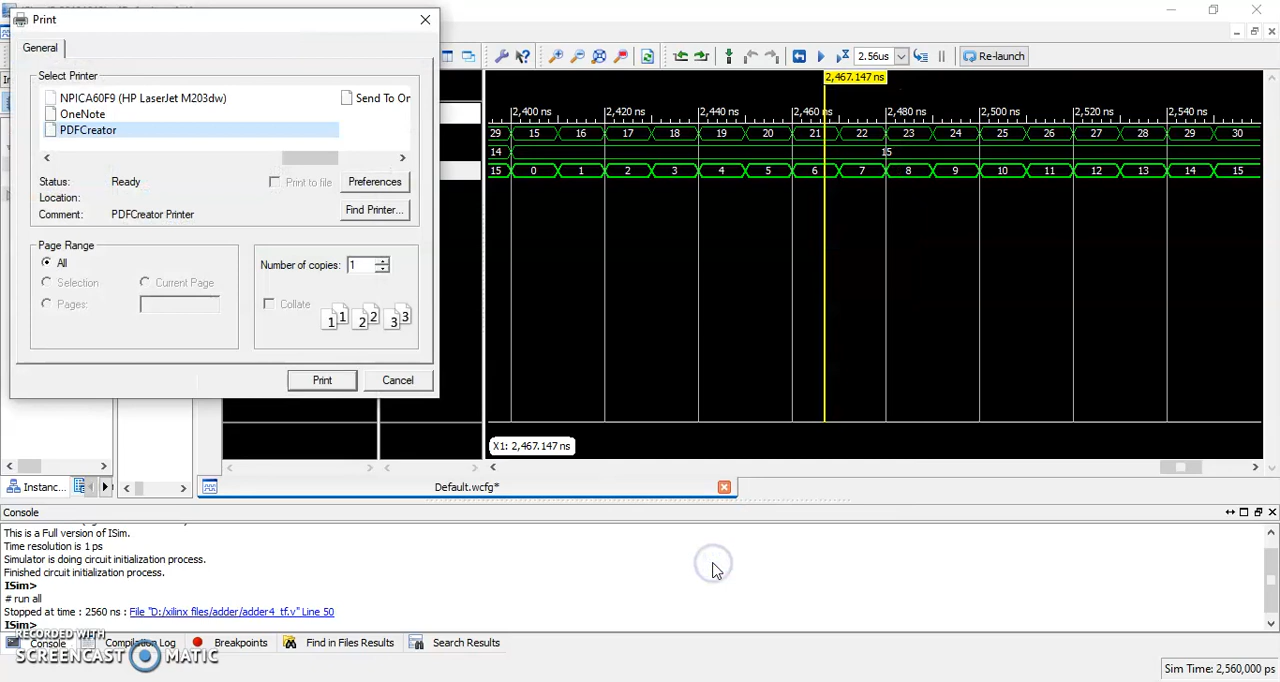 Print
General
Select Printer
NPICA60F9 (HP LaserJet M203dw)
Send To On
OneNote
PDFCreator
Status: Ready
Print to file
Preferences
Location:
Find Printer...
Comment: PDFCreator Printer
Page Range
All
Selection
Current Page
Pages:
Number of copies: 1
Collate
1 1 2 2 3 3
Print
Cancel
2.56us
Re-launch
2,467.147 ns
2,400 ns 2,420 ns 2,440 ns 2,460 ns 2,480 ns 2,500 ns 2,520 ns 2,540 ns
29 15 16 17 18 19 20 21 22 23 24 25 26 27 28 29 30
14 15
15 0 1 2 3 4 5 6 7 8 9 10 11 12 13 14 15
X1: 2,467.147 ns
Instanc...
Default.wcfg*
Console
This is a Full version of ISim.
Time resolution is 1 ps
Simulator is doing circuit initialization process.
Finished circuit initialization process.
ISim>
# run all
Stopped at time : 2560 ns : File "D:/xilinx files/adder/adder4_tf.v" Line 50
ISim>
Console
Compilation Log
Breakpoints
Find in Files Results
Search Results
RECORDED WITH
SCREENCAST MATIC
Sim Time: 2,560,000 ps